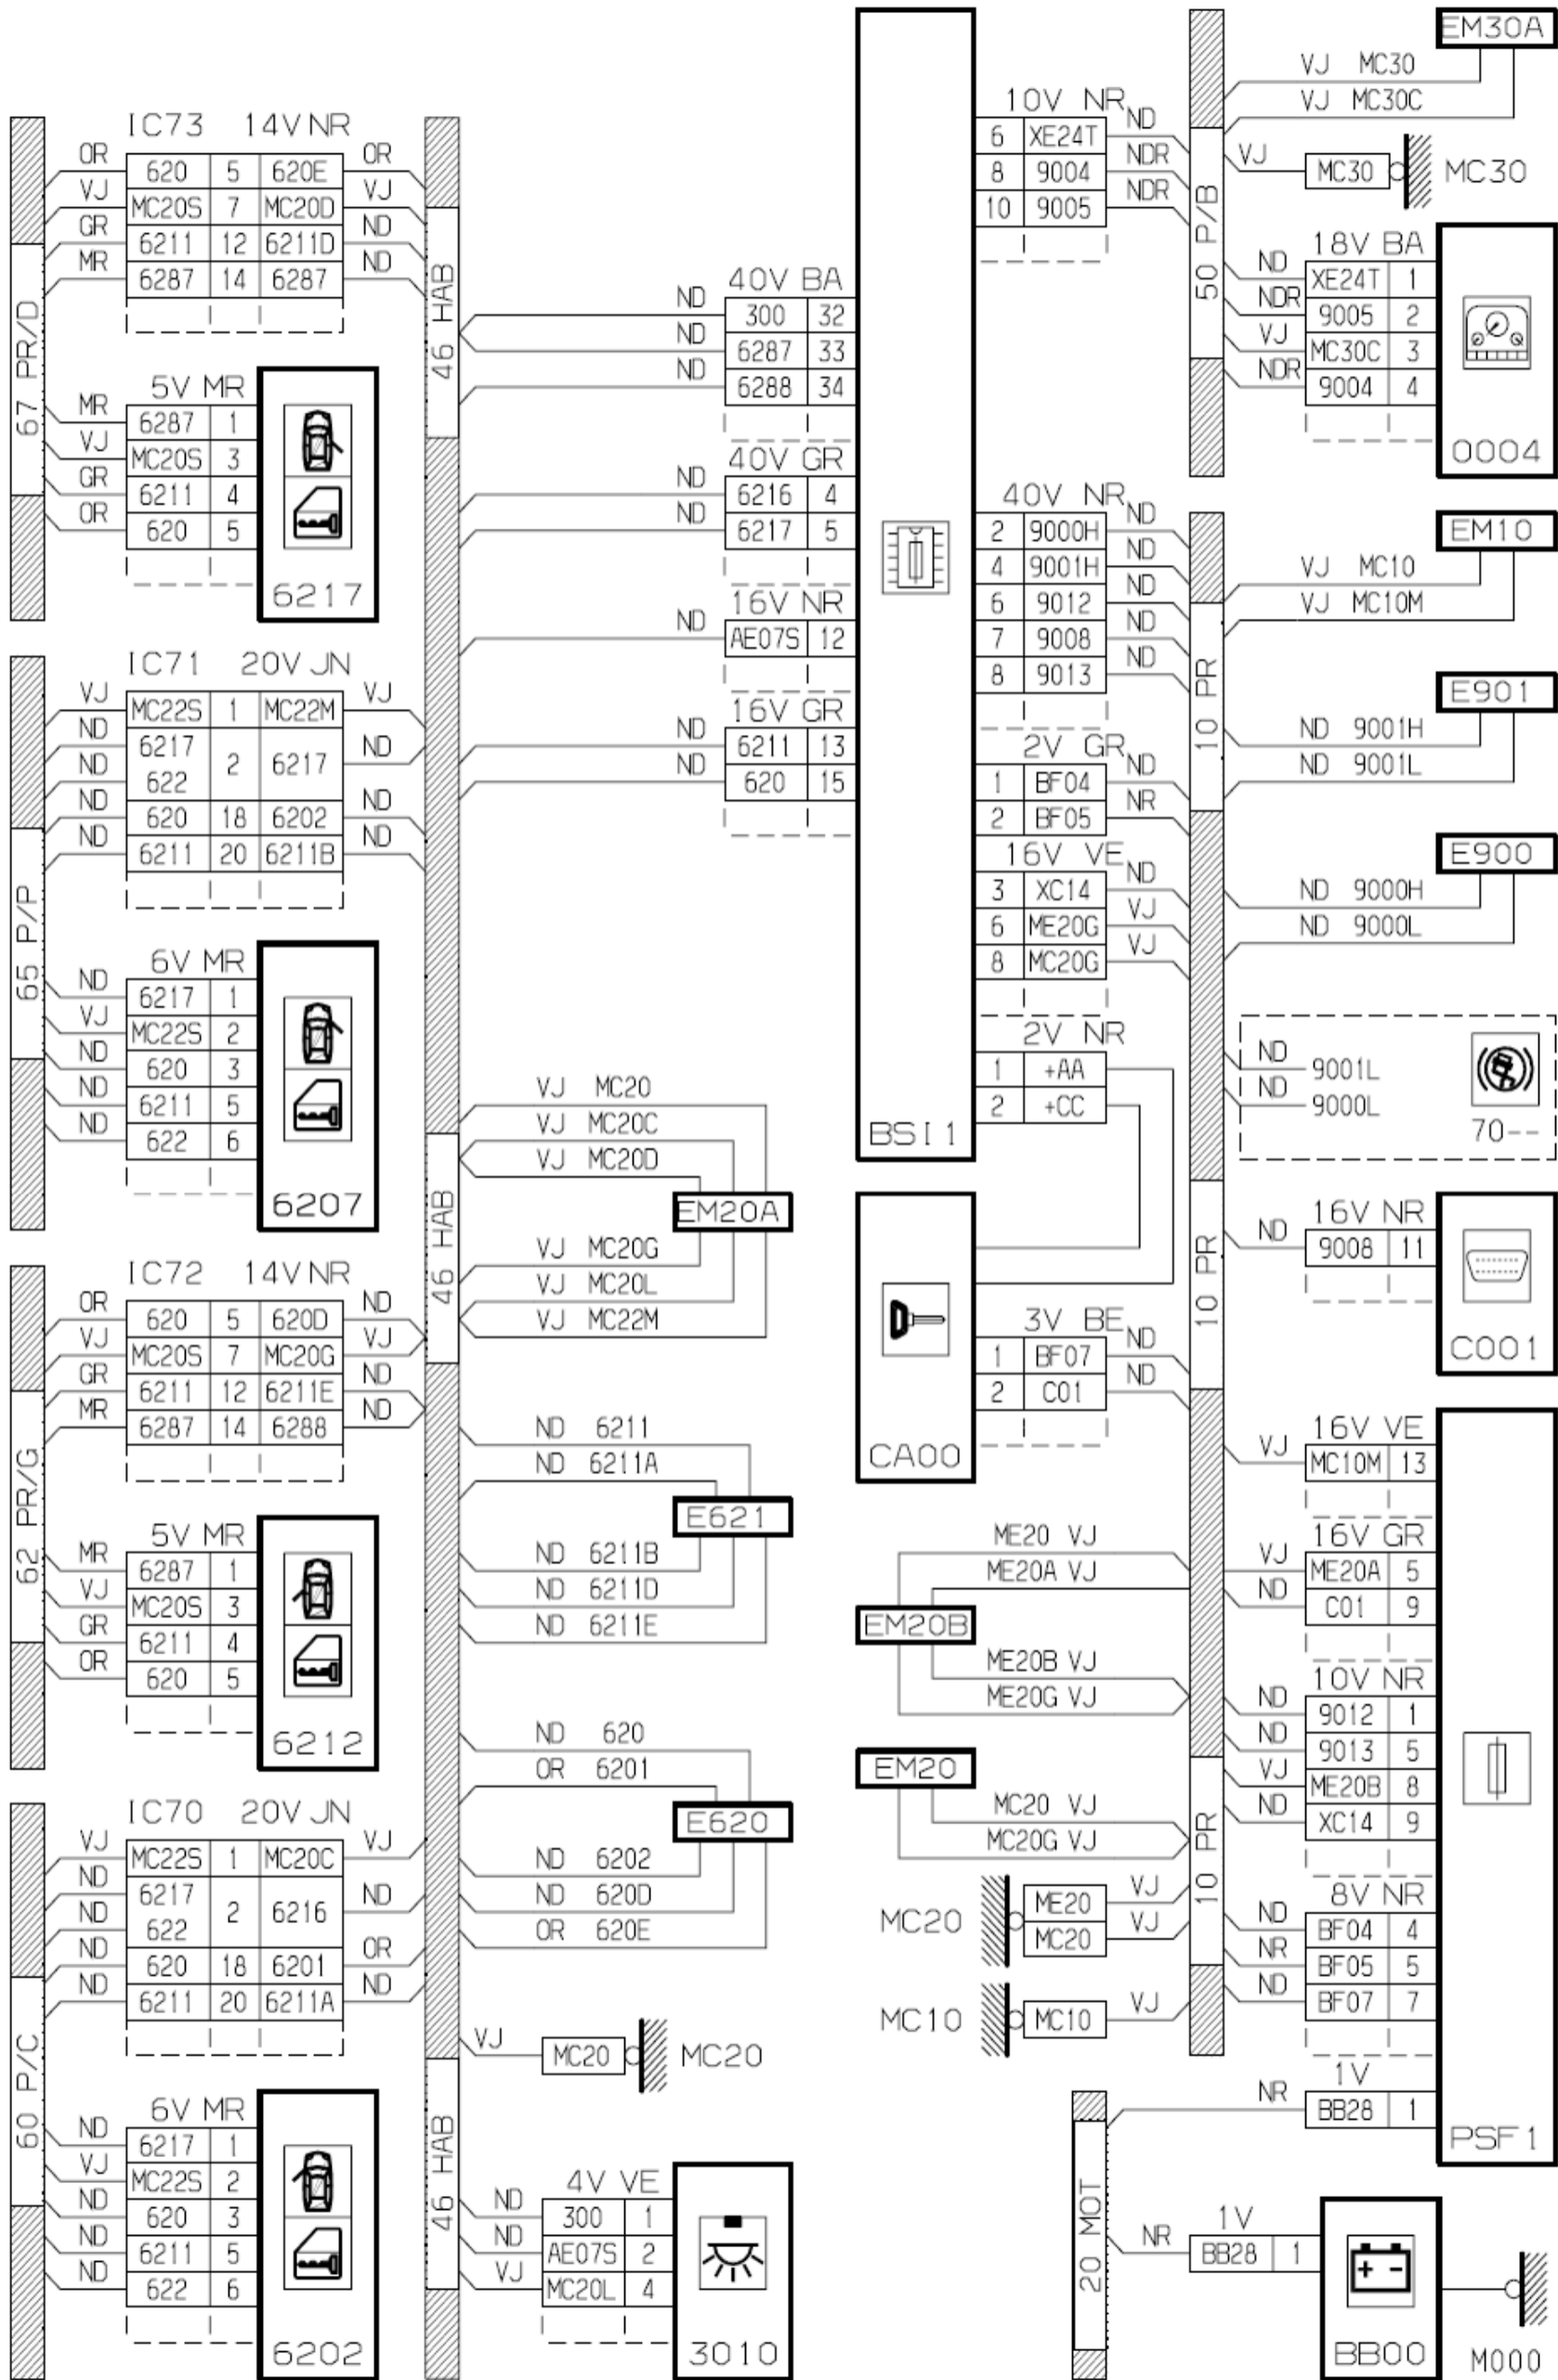 67 PR/D
IC73 14V NR
OR 620 5 620E OR
VJ MC20S 7 MC20D VJ
GR 6211 12 6211D ND
MR 6287 14 6287 ND
5V MR
MR 6287 1
VJ MC20S 3
GR 6211 4
OR 620 5
6217
65 P/P
IC71 20V JN
VJ MC22S 1 MC22M VJ
ND 6217 2 6217 ND
ND 622
ND 620 18 6202 ND
ND 6211 20 6211B ND
6V MR
ND 6217 1
VJ MC22S 2
ND 620 3
ND 6211 5
ND 622 6
6207
62 PR/G
IC72 14V NR
OR 620 5 620D ND
VJ MC20S 7 MC20G VJ
GR 6211 12 6211E ND
MR 6287 14 6288 ND
5V MR
MR 6287 1
VJ MC20S 3
GR 6211 4
OR 620 5
6212
60 P/C
IC70 20V JN
VJ MC22S 1 MC20C VJ
ND 6217 2 6216 ND
ND 622
ND 620 18 6201 OR
ND 6211 20 6211A ND
6V MR
ND 6217 1
VJ MC22S 2
ND 620 3
ND 6211 5
ND 622 6
6202
46 HAB
40V BA
ND 300 32
ND 6287 33
ND 6288 34
40V GR
ND 6216 4
ND 6217 5
16V NR
ND AE07S 12
16V GR
ND 6211 13
ND 620 15
46 HAB
VJ MC20
VJ MC20C
VJ MC20D
EM20A
VJ MC20G
VJ MC20L
VJ MC22M
ND 6211
ND 6211A
E621
ND 6211B
ND 6211D
ND 6211E
ND 620
OR 6201
E620
ND 6202
ND 620D
OR 620E
VJ MC20 MC20
46 HAB
4V VE
ND 300 1
ND AE07S 2
VJ MC20L 4
3010
BSI1
10V NR
6 XE24T ND
8 9004 NDR
10 9005 NDR
40V NR
2 9000H ND
4 9001H ND
6 9012 ND
7 9008 ND
8 9013 ND
2V GR
1 BF04 ND
2 BF05 NR
16V VE
3 XC14 ND
6 ME20G VJ
8 MC20G VJ
2V NR
1 +AA
2 +CC
CA00
3V BE
1 BF07 ND
2 C01 ND
ME20 VJ
ME20A VJ
EM20B
ME20B VJ
ME20G VJ
EM20
MC20 VJ
MC20G VJ
MC20 ME20 VJ
MC20 VJ
MC10 MC10 VJ
50 P/B
EM30A
VJ MC30
VJ MC30C
VJ MC30 MC30
18V BA
ND XE24T 1
NDR 9005 2
VJ MC30C 3
NDR 9004 4
0004
10 PR
EM10
VJ MC10
VJ MC10M
E901
ND 9001H
ND 9001L
E900
ND 9000H
ND 9000L
ND 9001L
ND 9000L
70--
10 PR
16V NR
ND 9008 11
C001
16V VE
VJ MC10M 13
16V GR
VJ ME20A 5
ND C01 9
10V NR
ND 9012 1
ND 9013 5
VJ ME20B 8
ND XC14 9
10 PR
8V NR
ND BF04 4
NR BF05 5
ND BF07 7
1V
NR BB28 1
PSF1
20 MOT
1V
NR BB28 1
BB00
M000